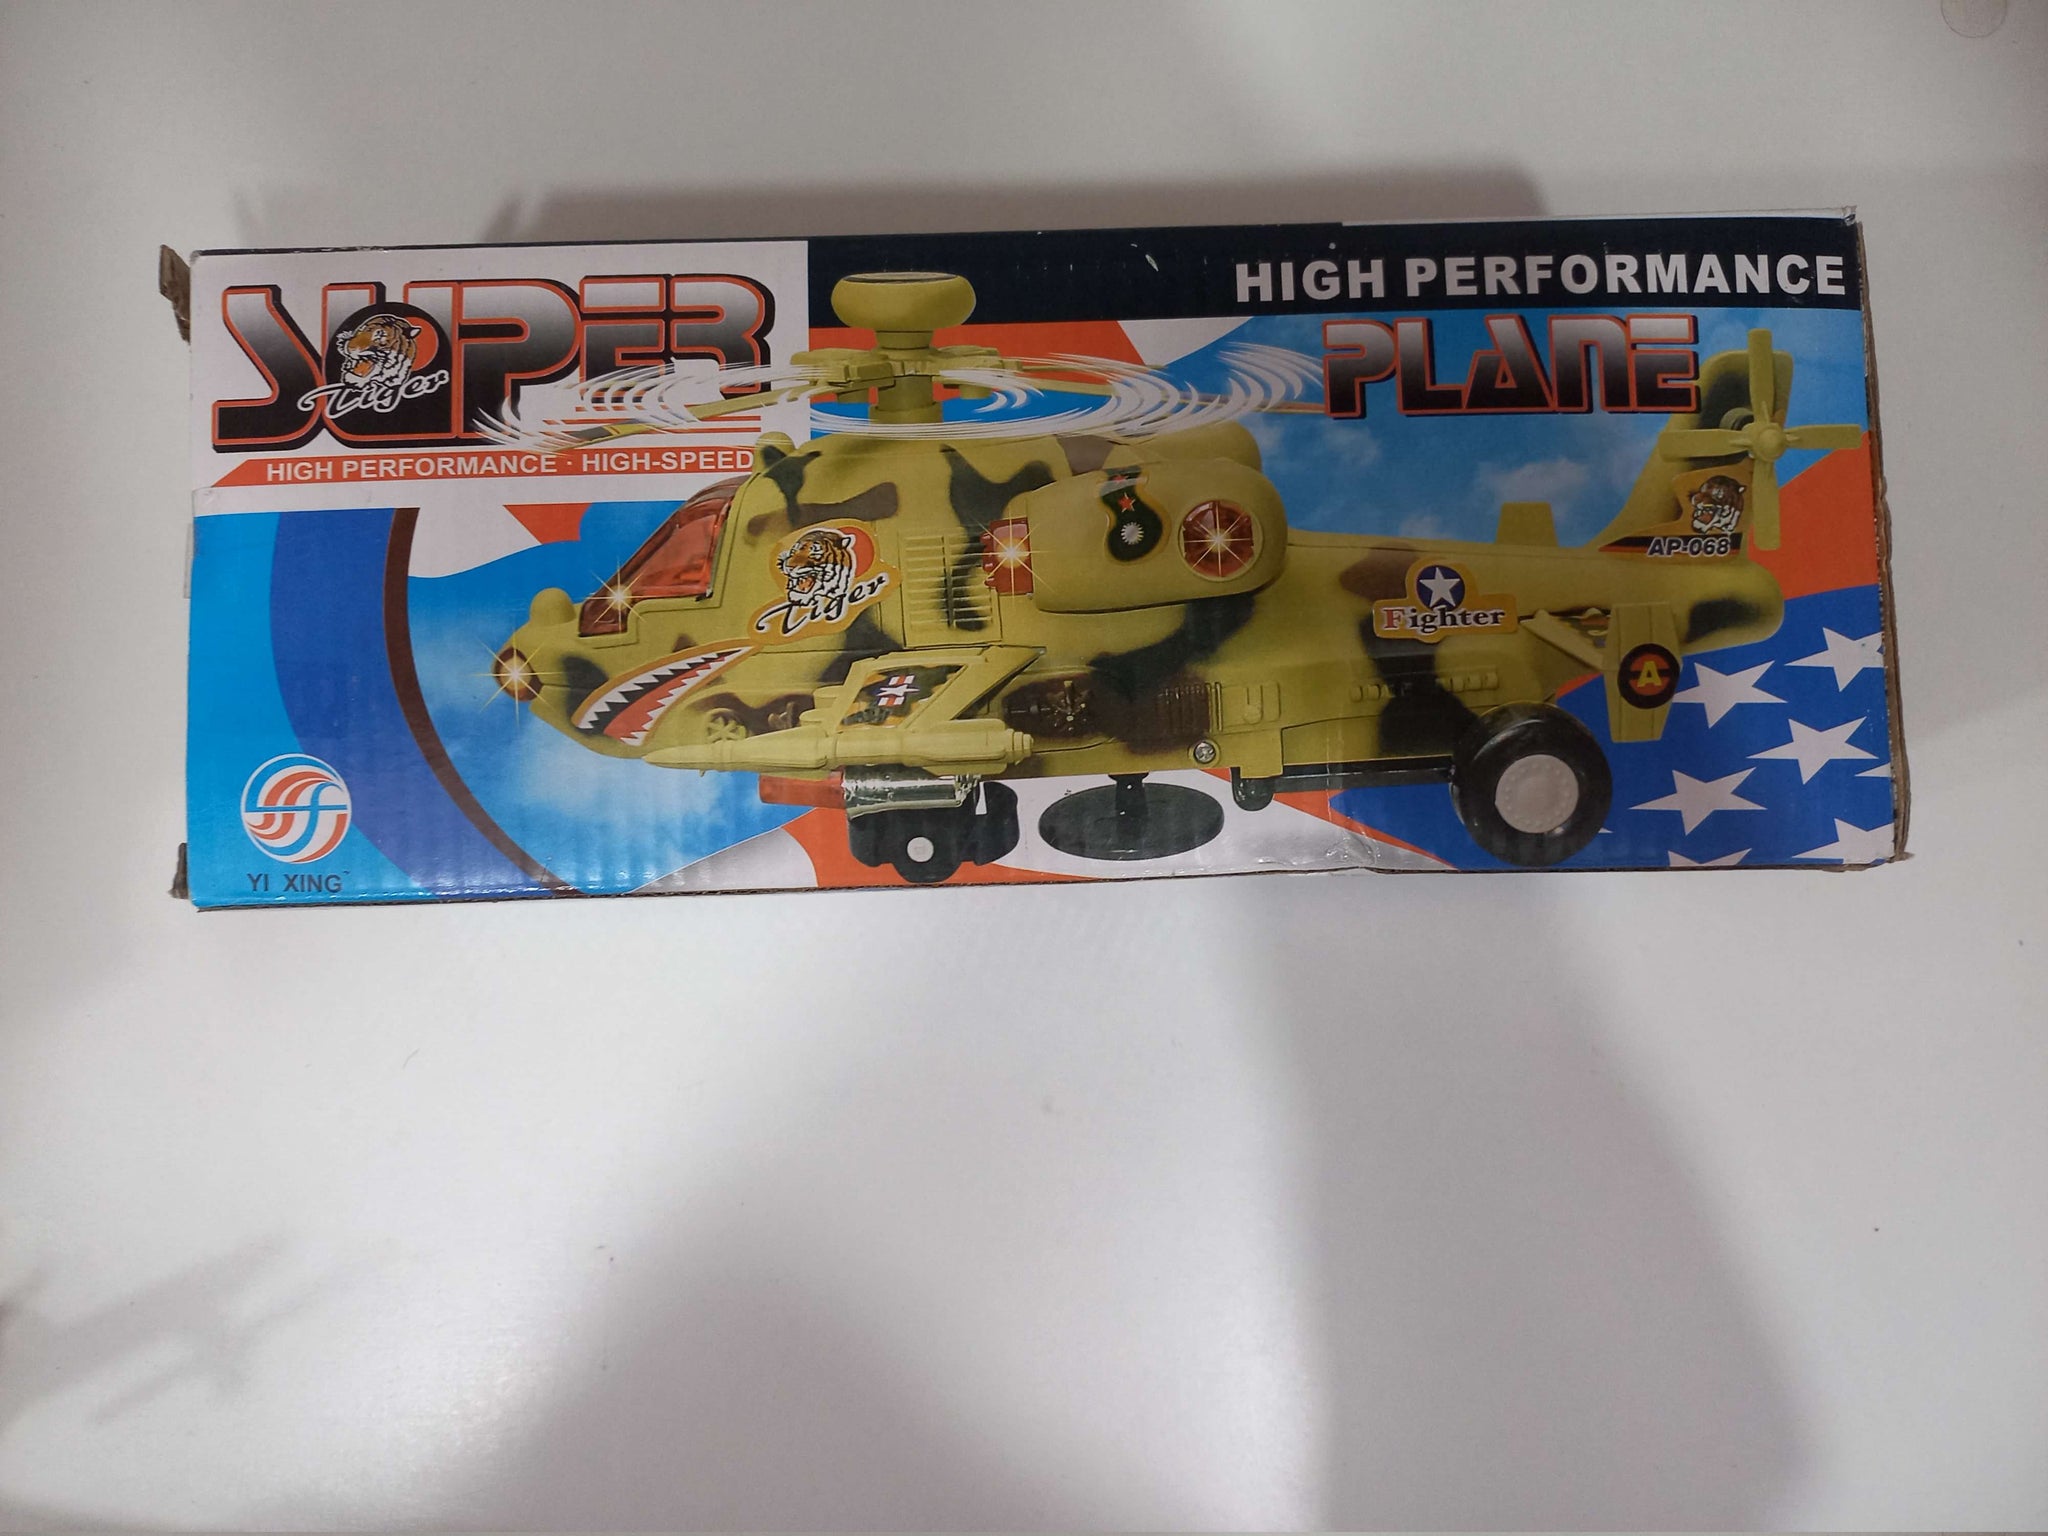 SUPER
Tiger
HIGH PERFORMANCE · HIGH-SPEED
HIGH PERFORMANCE
PLANE
Tiger
AP-068
Fighter
A
YI XING